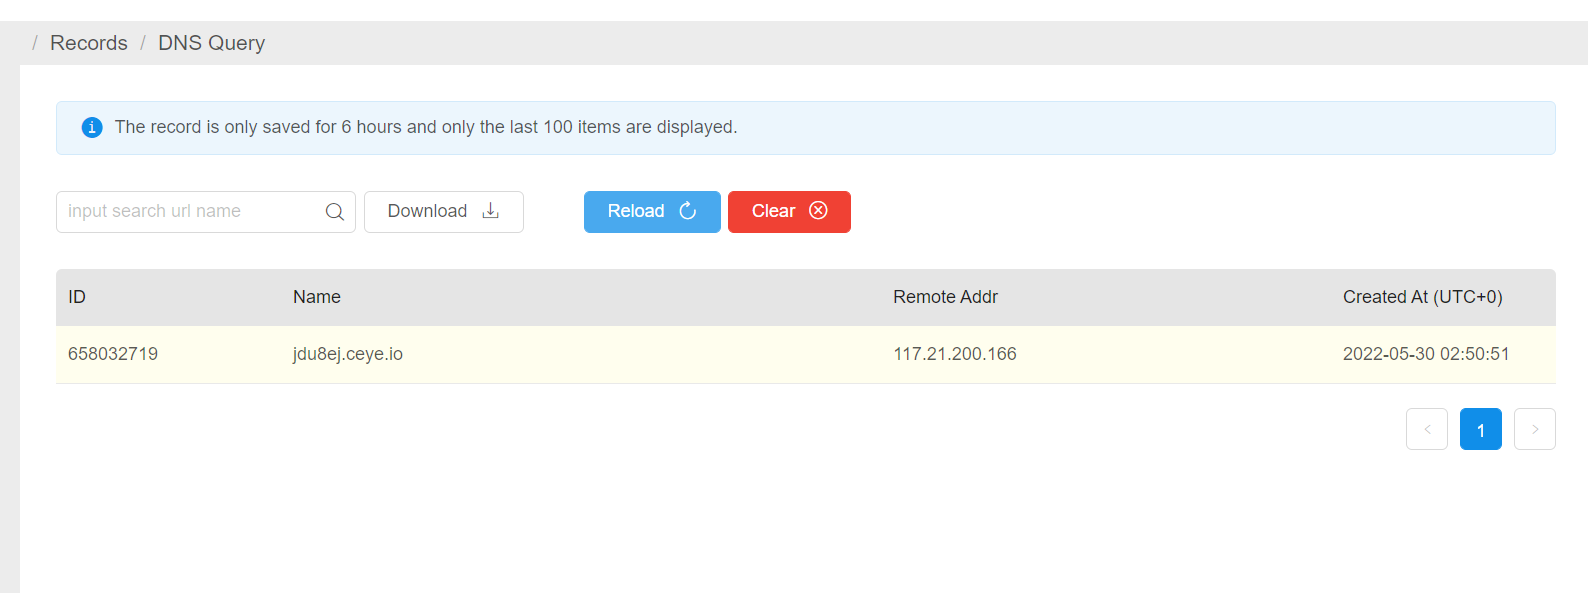 / Records / DNS Query
The record is only saved for 6 hours and only the last 100 items are displayed.
input search url name Download Reload Clear
ID Name Remote Addr Created At (UTC+0)
658032719 jdu8ej.ceye.io 117.21.200.166 2022-05-30 02:50:51
< 1 >